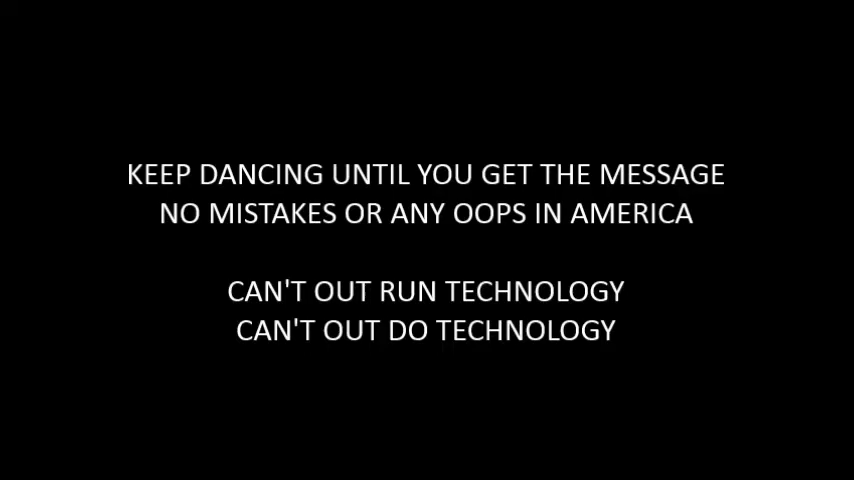 KEEP DANCING UNTIL YOU GET THE MESSAGE
NO MISTAKES OR ANY OOPS IN AMERICA
CAN'T OUT RUN TECHNOLOGY
CAN'T OUT DO TECHNOLOGY